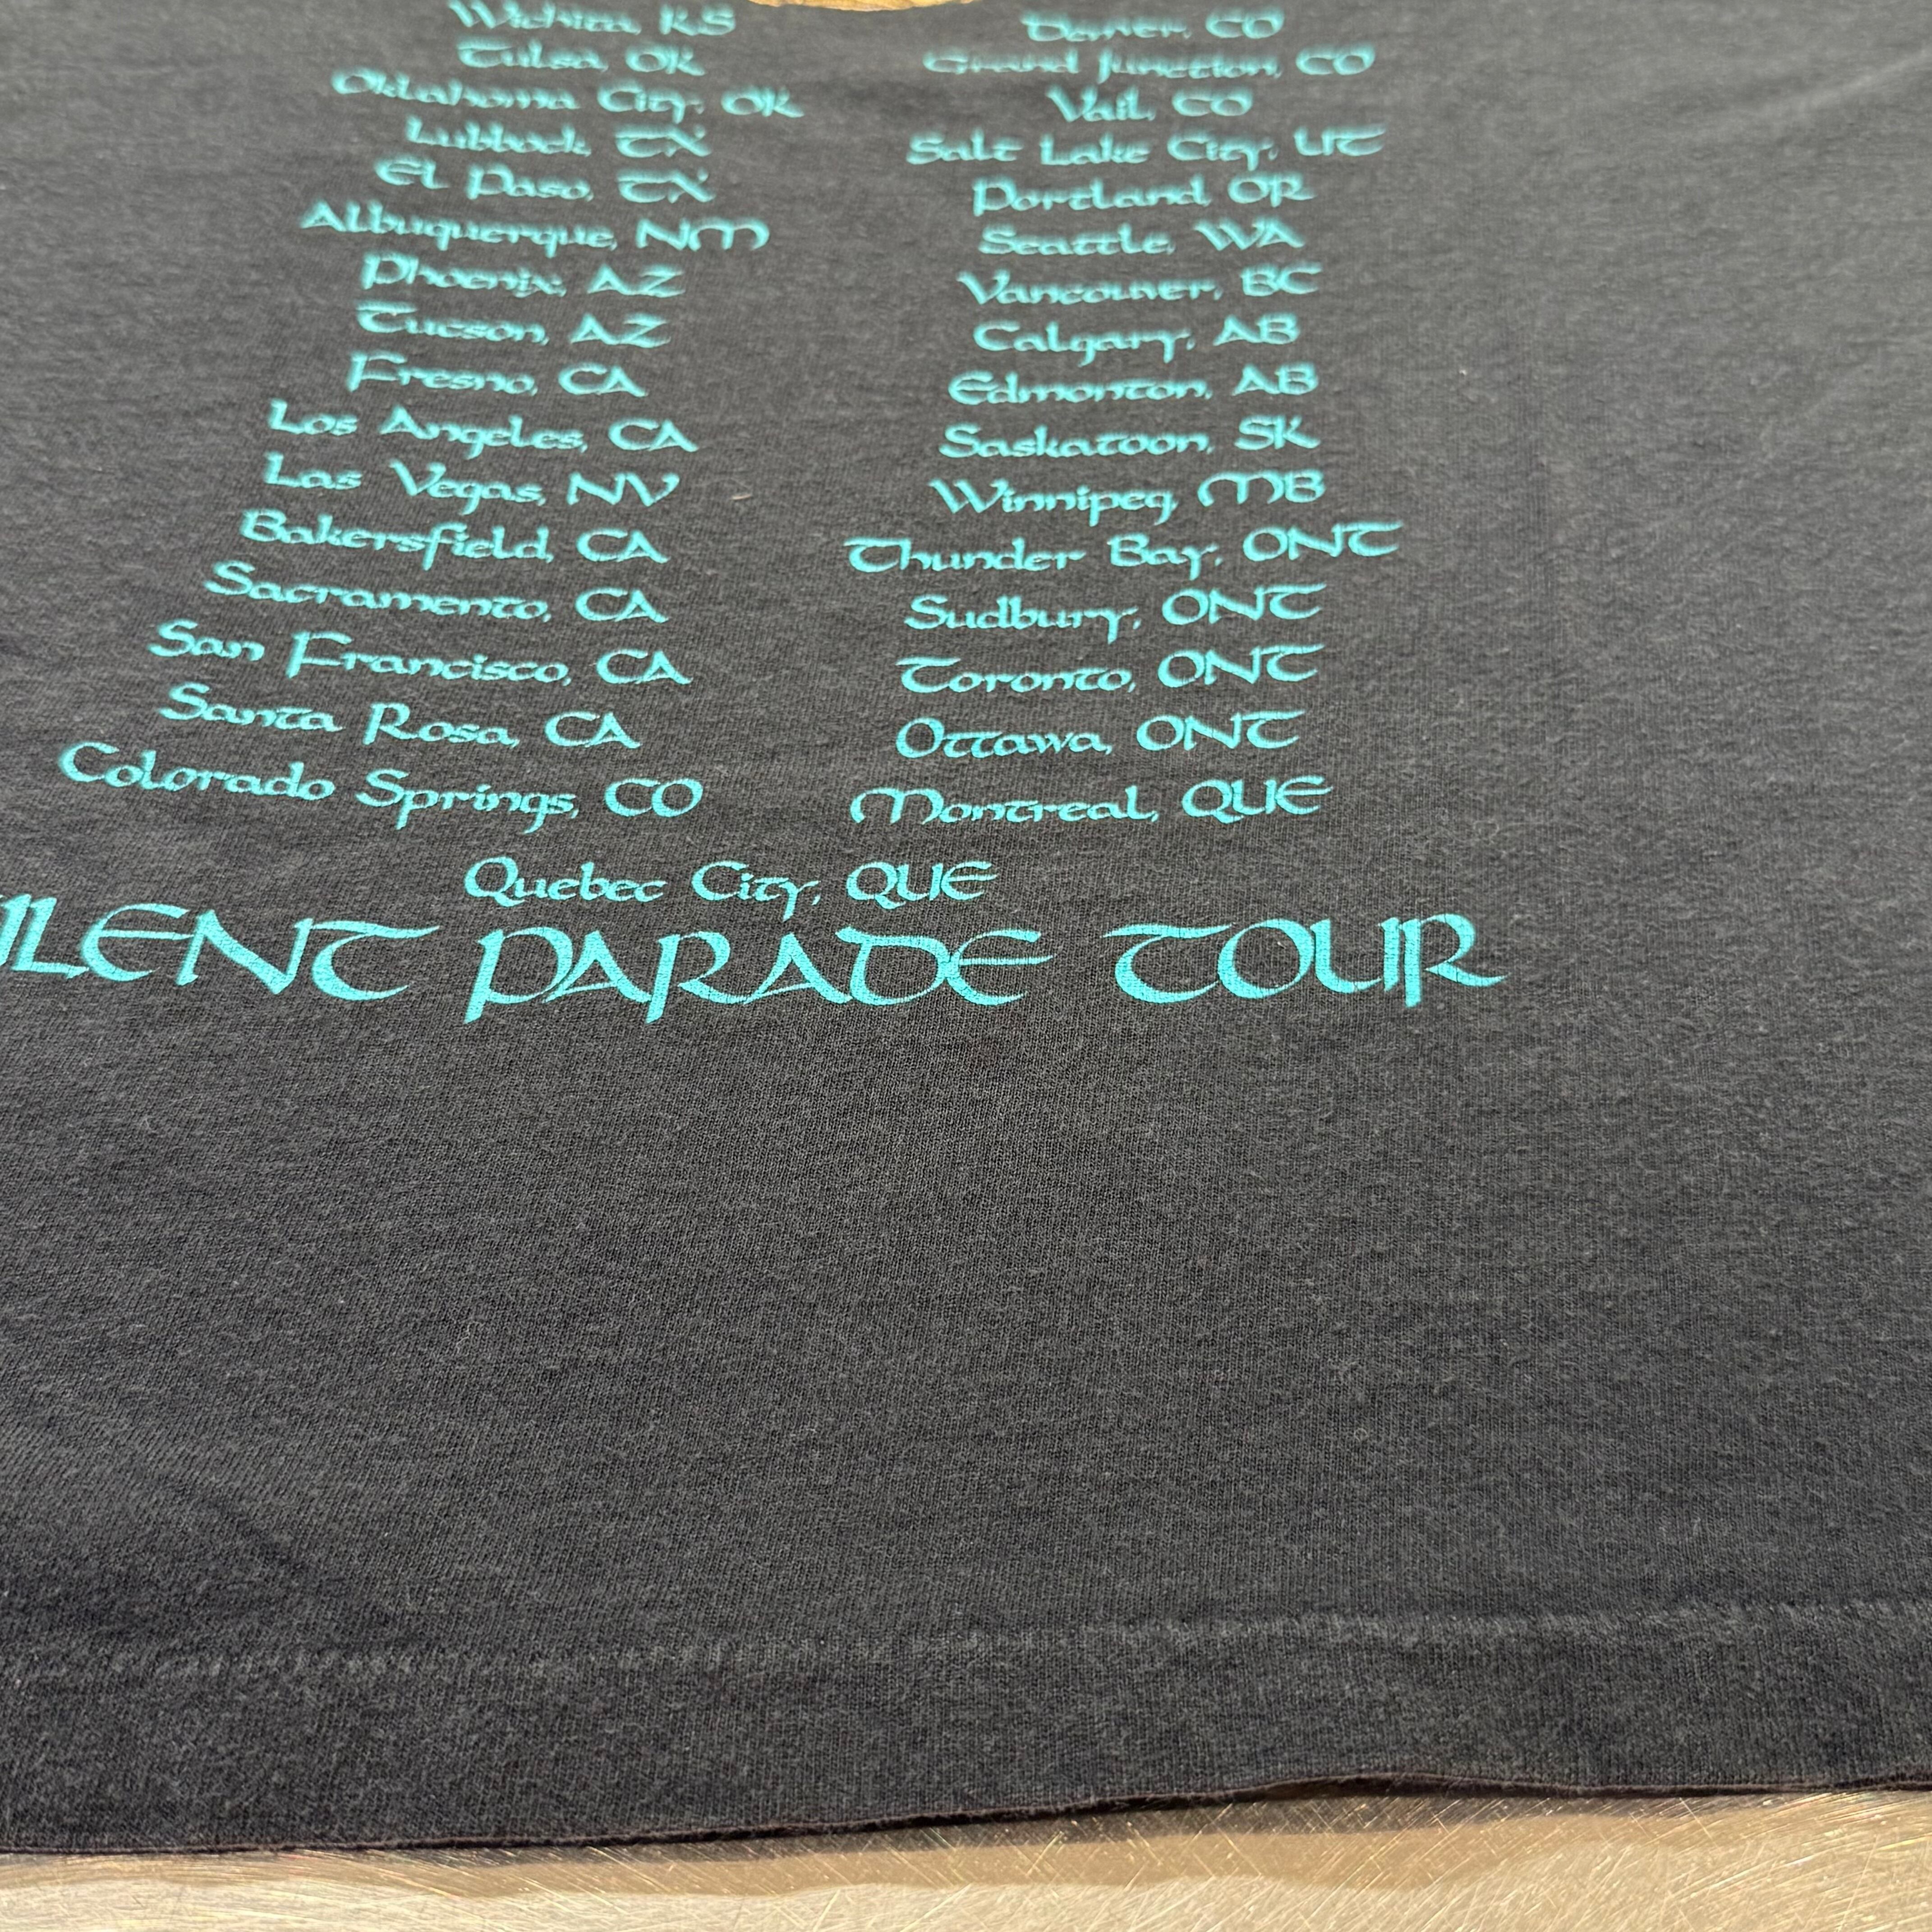 Wichita, KS
Tulsa, OK
Oklahoma City, OK
Lubbock, TX
El Paso, TX
Albuquerque, NM
Phoenix, AZ
Tucson, AZ
Fresno, CA
Los Angeles, CA
Las Vegas, NV
Bakersfield, CA
Sacramento, CA
San Francisco, CA
Santa Rosa, CA
Colorado Springs, CO
Denver, CO
Grand Junction, CO
Vail, CO
Salt Lake City, UT
Portland, OR
Seattle, WA
Vancouver, BC
Calgary, AB
Edmonton, AB
Saskatoon, SK
Winnipeg, MB
Thunder Bay, ONT
Sudbury, ONT
Toronto, ONT
Ottawa, ONT
Montreal, QUE
Quebec City, QUE
ILENT PARADE TOUR